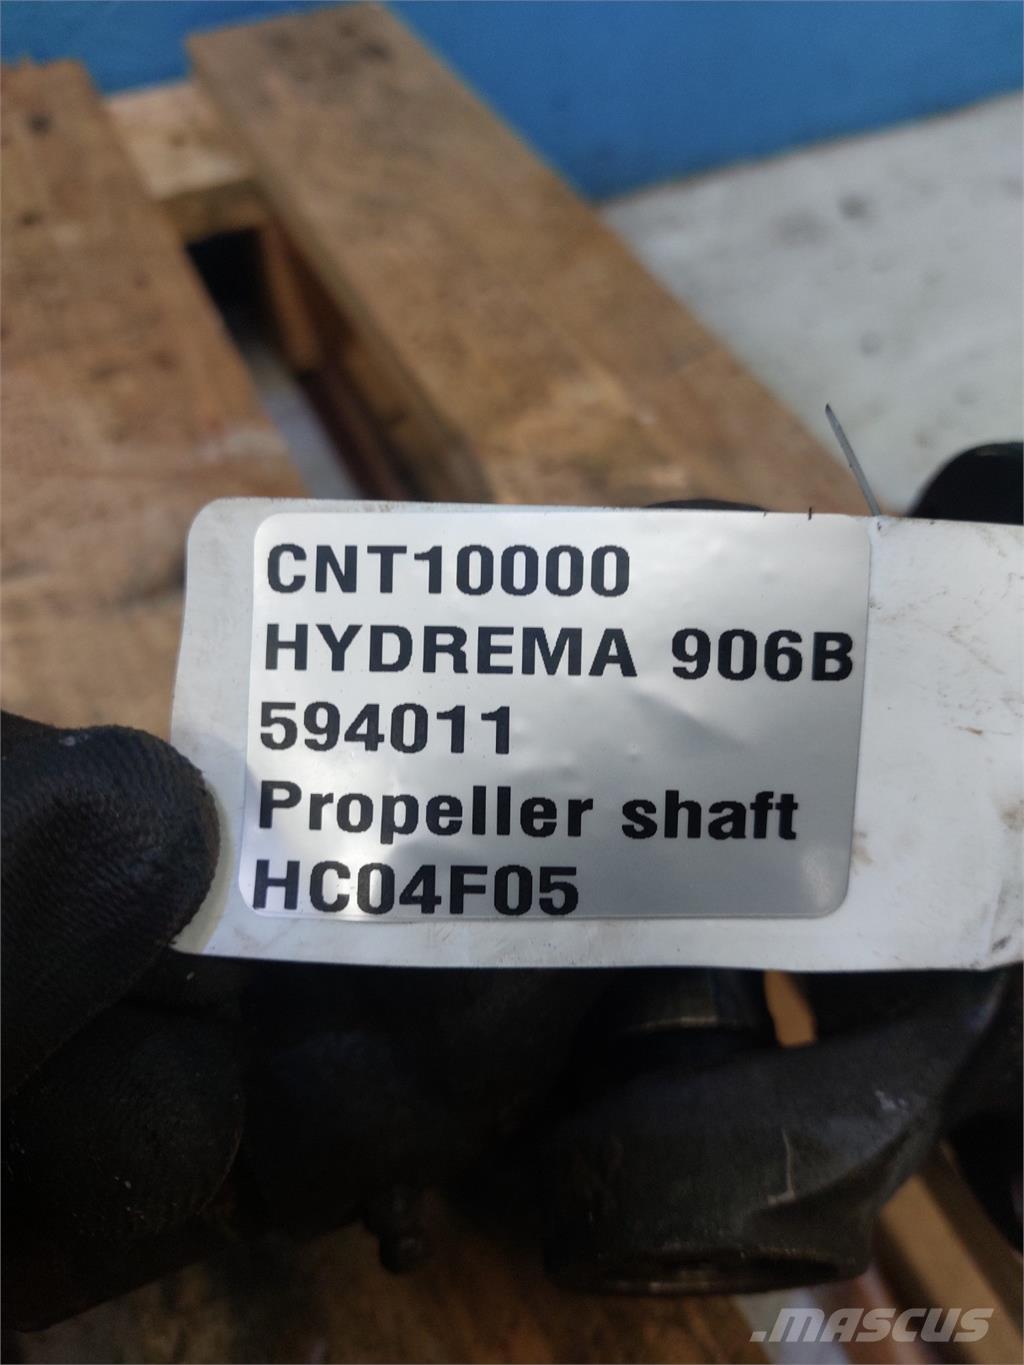 CNT10000
HYDREMA 906B
594011
Propeller shaft
HC04F05
.MASCUS